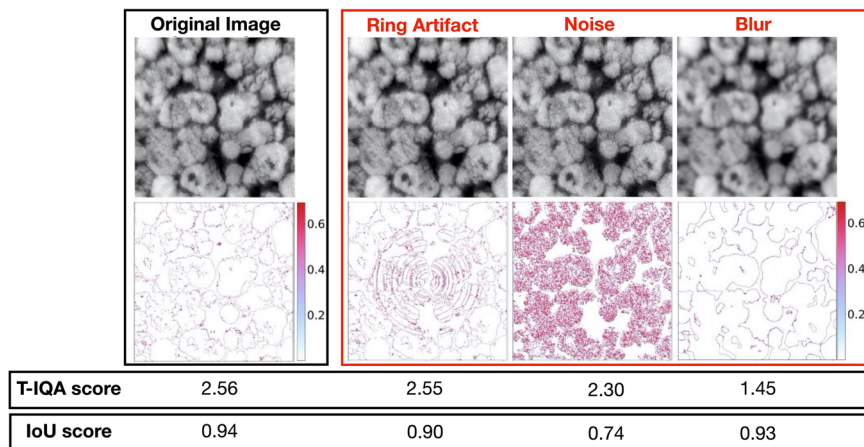 Original Image
Ring Artifact Noise Blur
0.6 0.6
0.4 0.4
0.2 0.2
T-IQA score 2.56 2.55 2.30 1.45
IoU score 0.94 0.90 0.74 0.93